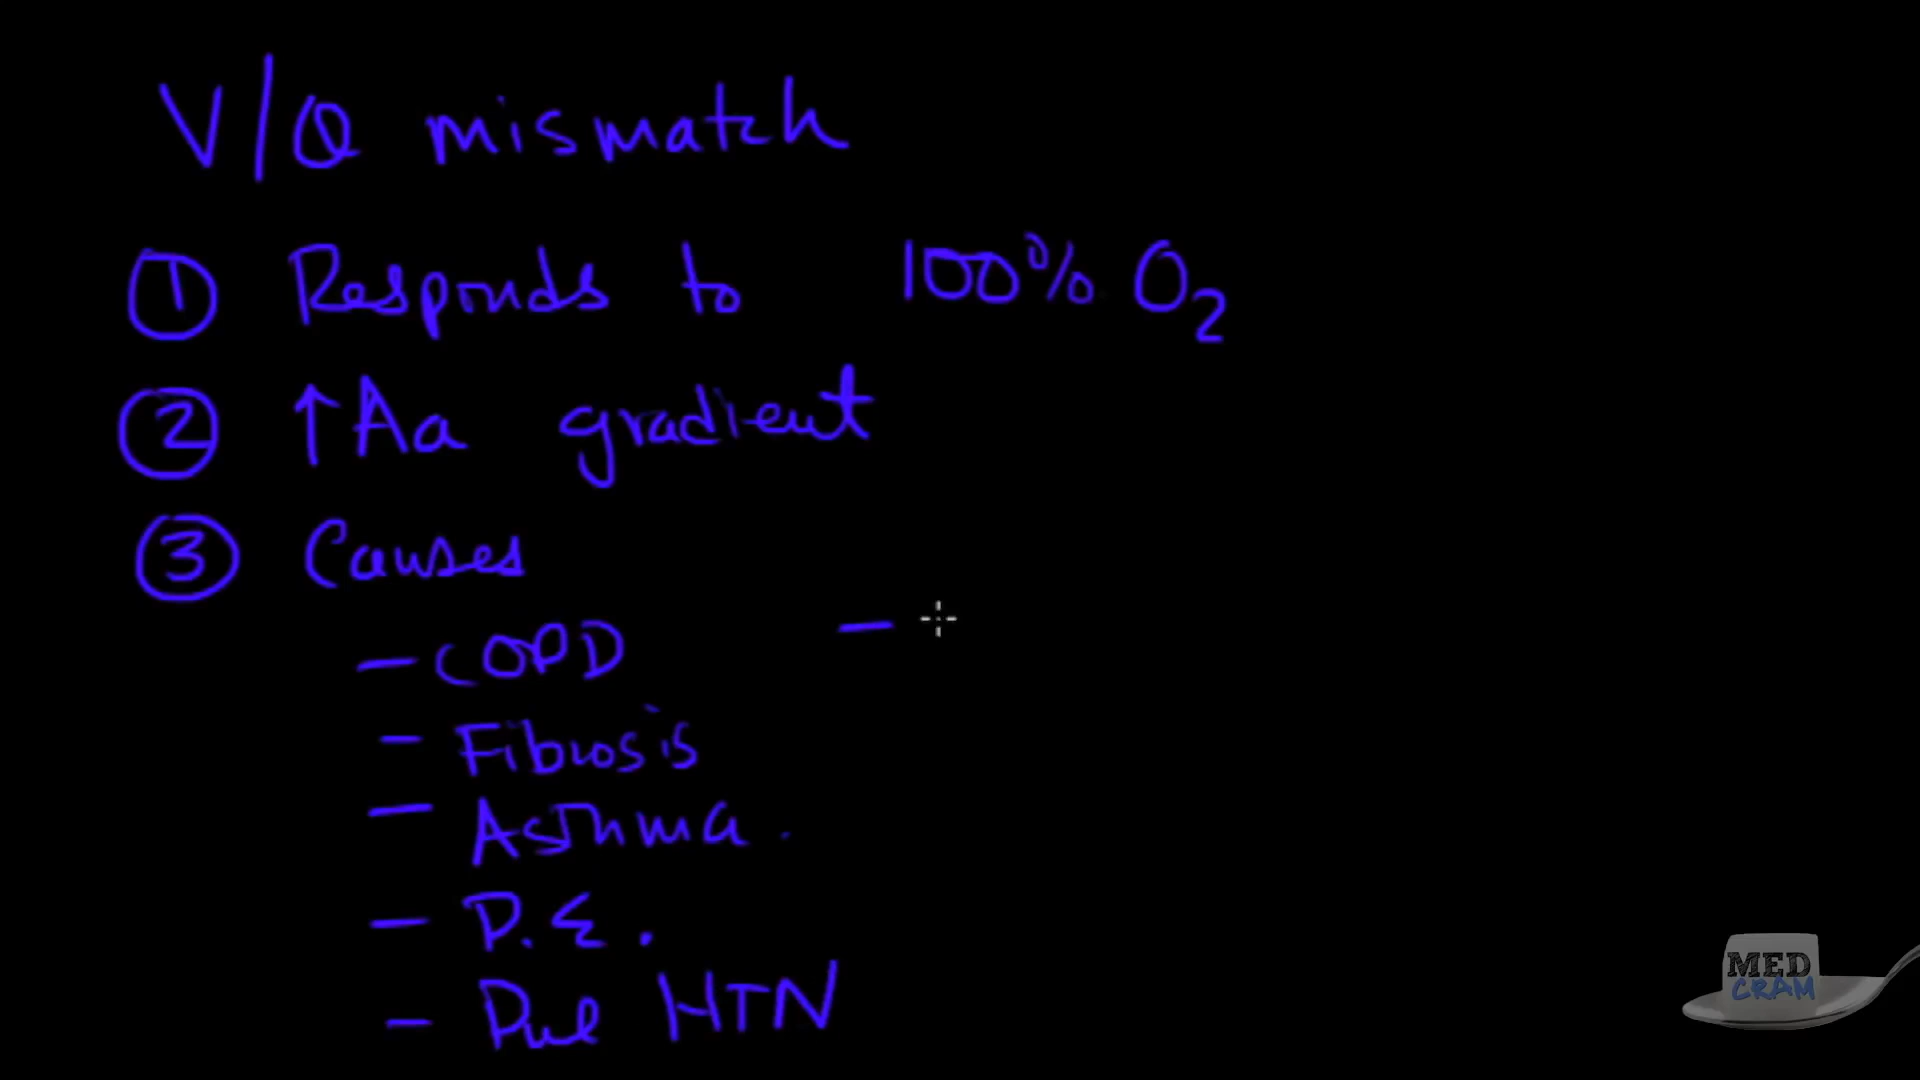 V/Q mismatch
① Responds to 100% O₂
② ↑Aa gradient
③ Causes
- COPD
-
- Fibrosis
- Asthma.
- P.E.
- Pul HTN
MED
CRAM